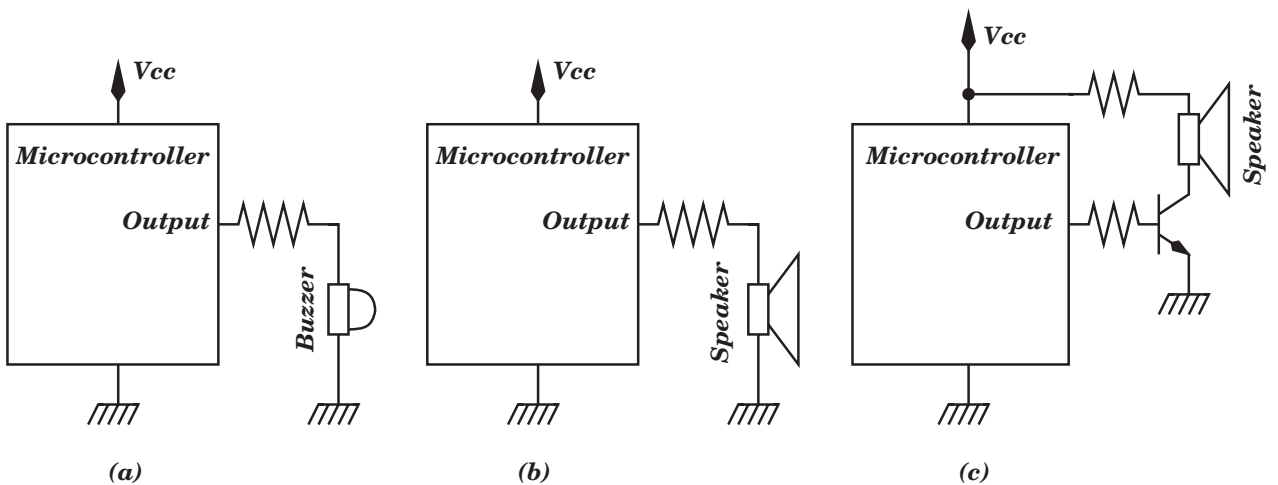 Vcc
Microcontroller
Output
Buzzer
(a)
Vcc
Microcontroller
Output
Speaker
(b)
Vcc
Microcontroller
Output
Speaker
(c)